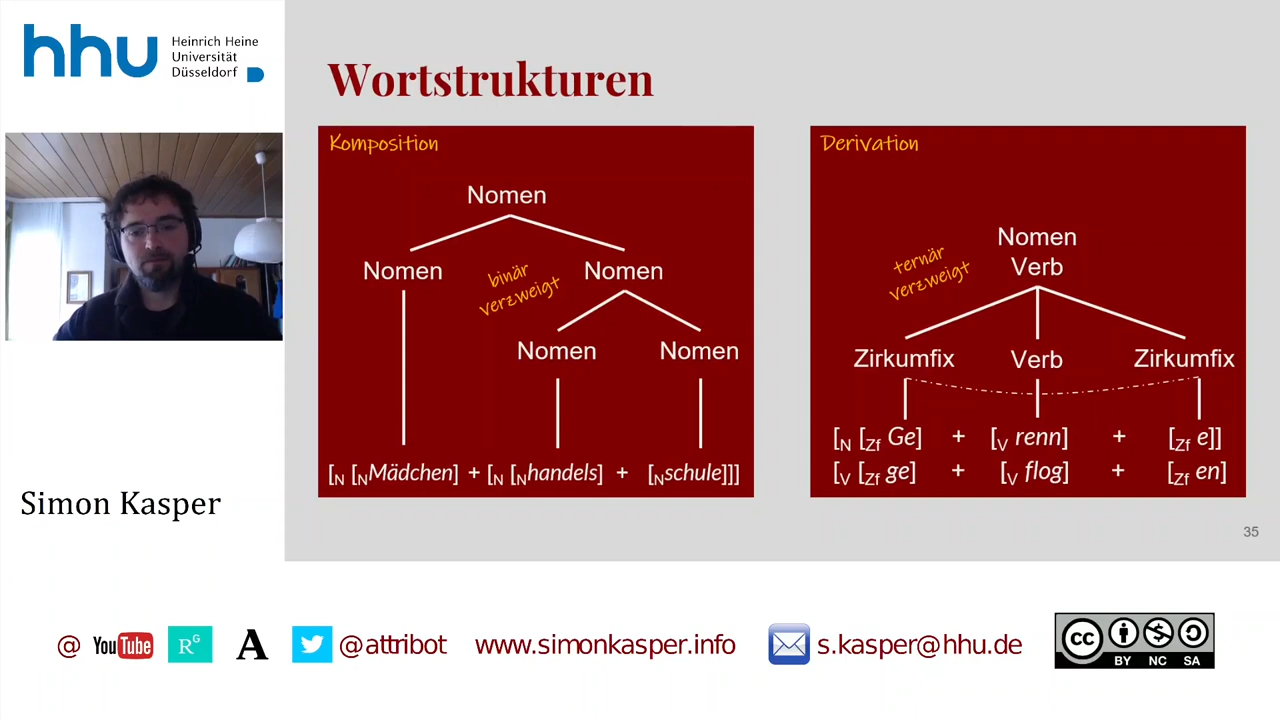 hhu
Heinrich Heine
Universität
Düsseldorf
Simon Kasper
Wortstrukturen
Komposition
Nomen
Nomen
binär
verzweigt
Nomen
Nomen
Nomen
[N [NMädchen] + [N [Nhandels] + [Nschule]]]
Derivation
Nomen
Verb
ternär
verzweigt
Zirkumfix Verb Zirkumfix
[N [Zf Ge] + [V renn] + [Zf e]]
[V [Zf ge] + [V flog] + [Zf en]
35
@ YouTube RG A @attribot www.simonkasper.info s.kasper@hhu.de
cc BY NC SA